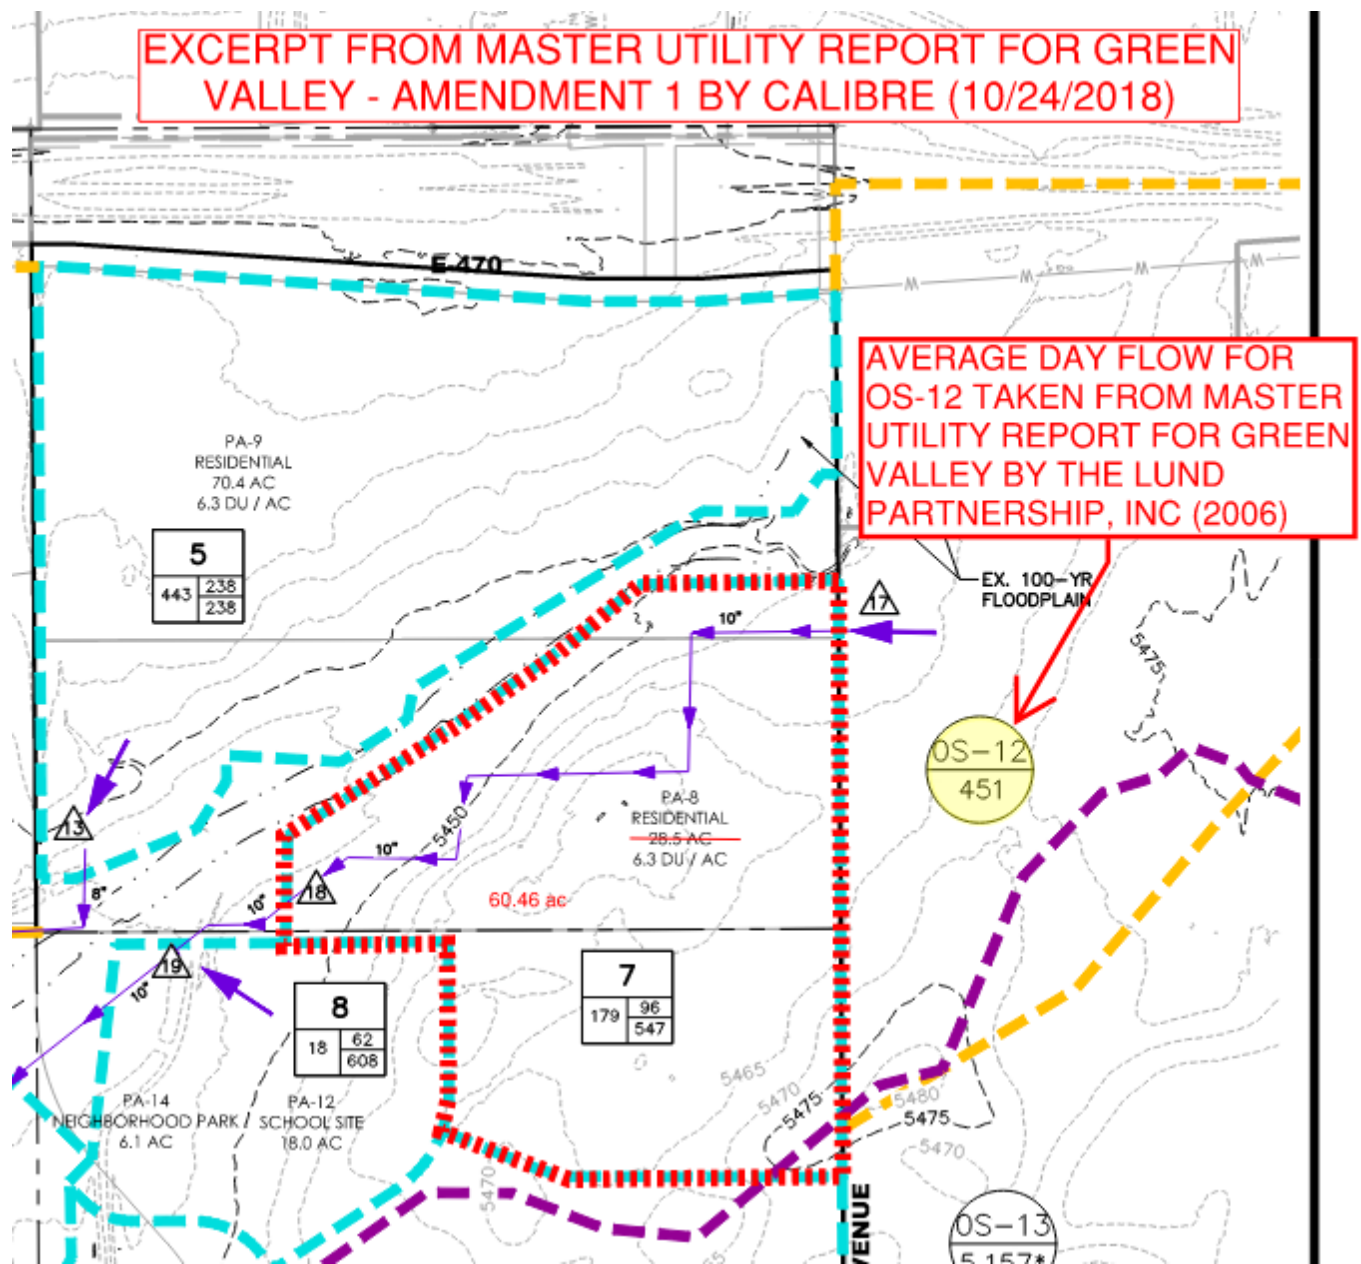 EXCERPT FROM MASTER UTILITY REPORT FOR GREEN
VALLEY - AMENDMENT 1 BY CALIBRE (10/24/2018)
E-470
W W W W
AVERAGE DAY FLOW FOR
OS-12 TAKEN FROM MASTER
UTILITY REPORT FOR GREEN
VALLEY BY THE LUND
PARTNERSHIP, INC (2006)
PA-9
RESIDENTIAL
70.4 AC
6.3 DU / AC
5
443
238
238
EX. 100-YR
FLOODPLAIN
17
10"
5475
OS-12
451
PA-8
RESIDENTIAL
28.5 AC
6.3 DU / AC
60.46 ac
5450
10"
13
8"
18
10"
19
10"
7
179
96
547
8
18
62
608
PA-14
NEIGHBORHOOD PARK
6.1 AC
PA-12
SCHOOL SITE
18.0 AC
5465
5470
5475
5480
5475
5470
5470
VENUE
OS-13
5,157*